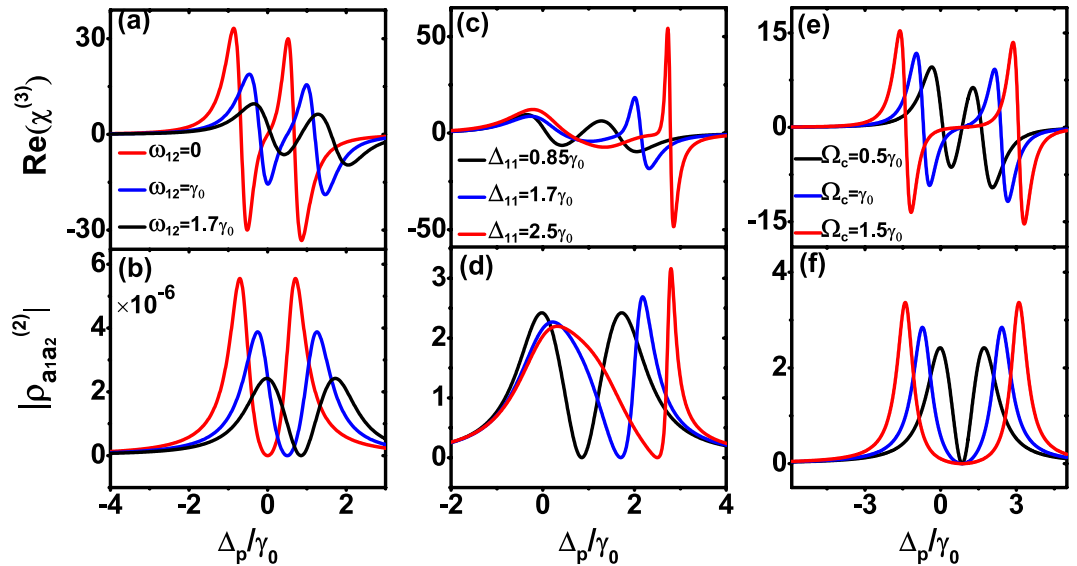 (a)
30
0
-30
Re(χ⁽³⁾)
ω₁₂=0
ω₁₂=γ₀
ω₁₂=1.7γ₀
(b)
×10⁻⁶
6
4
2
0
|ρₐ₁ₐ₂⁽²⁾|
-4 -2 0 2
Δₚ/γ₀
(c)
50
0
-50
Δ₁₁=0.85γ₀
Δ₁₁=1.7γ₀
Δ₁₁=2.5γ₀
(d)
3
2
1
0
-2 0 2 4
Δₚ/γ₀
(e)
15
0
-15
Ω꜀=0.5γ₀
Ω꜀=γ₀
Ω꜀=1.5γ₀
(f)
4
2
0
-3 0 3
Δₚ/γ₀